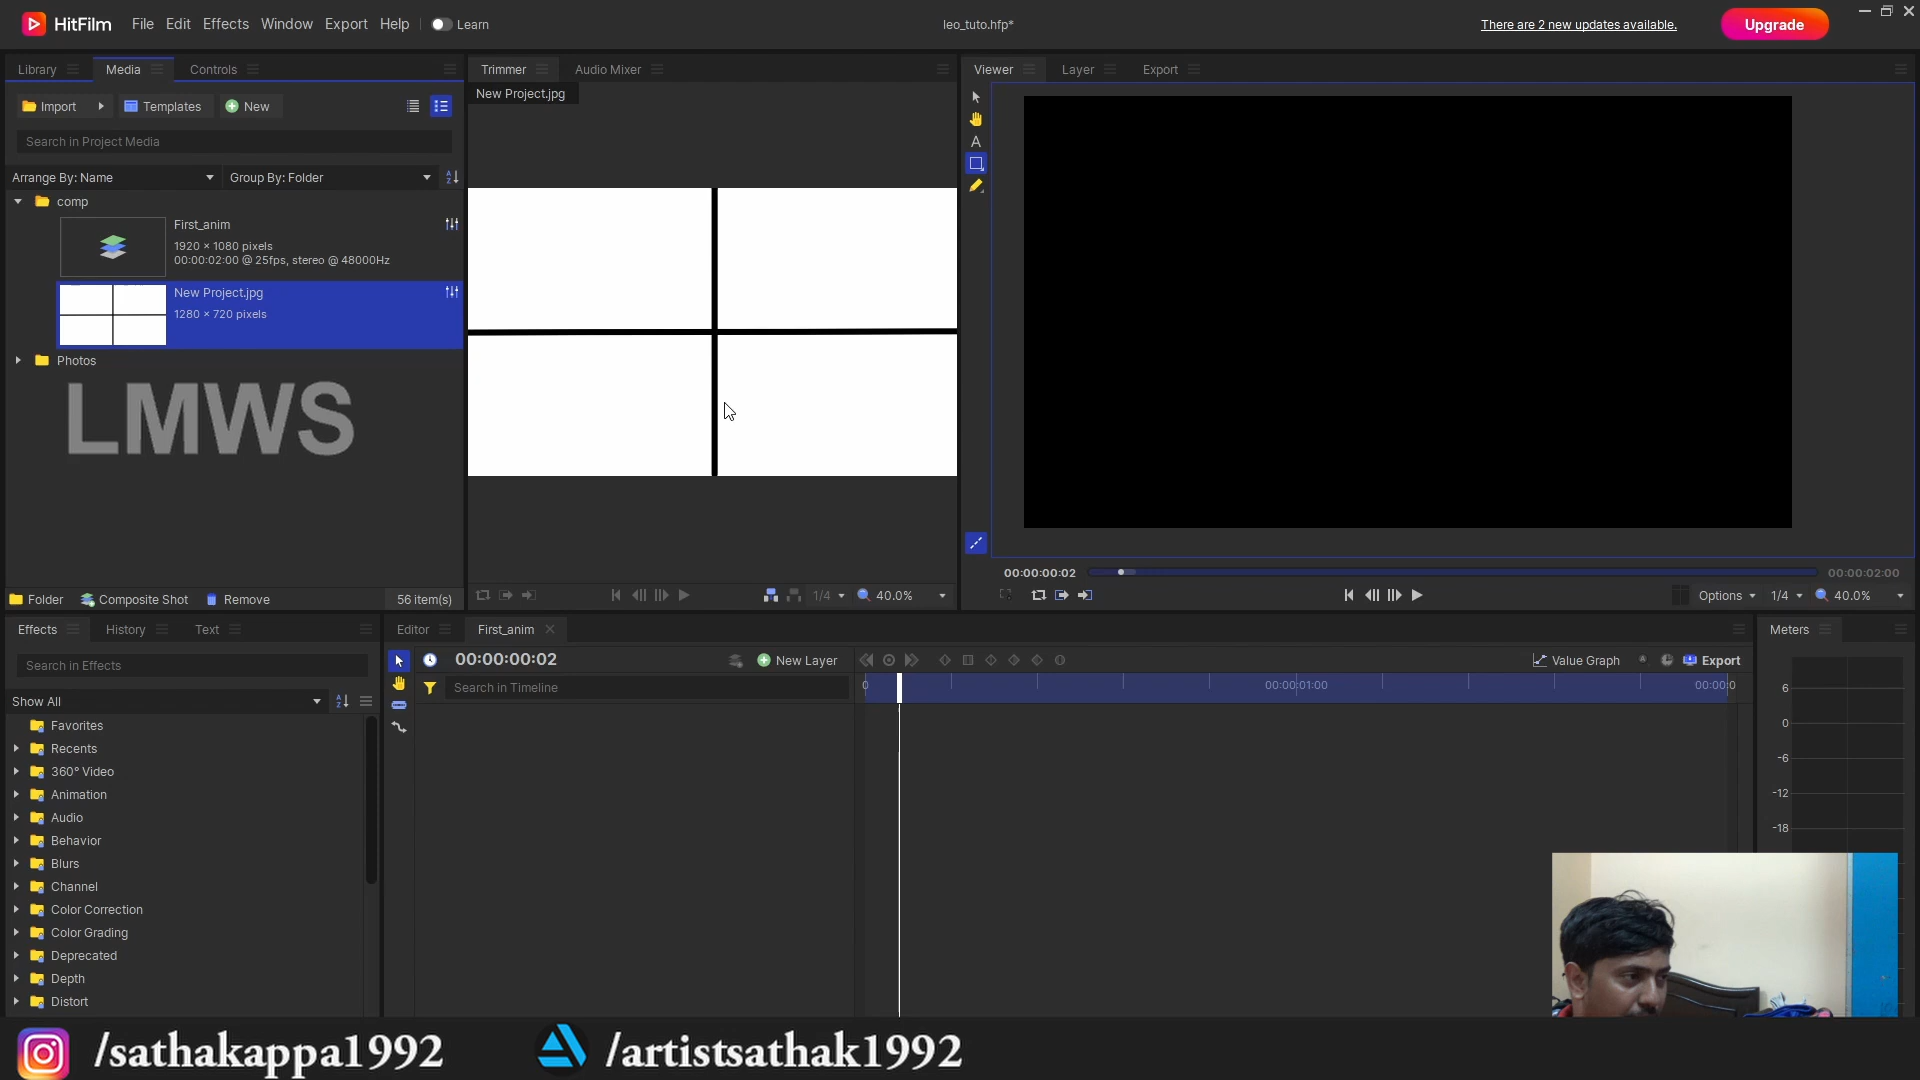 HitFilm File Edit Effects Window Export Help Learn leo_tuto.hfp* There are 2 new updates available. Upgrade
Library Media Controls
Import Templates New
Search in Project Media
Arrange By: Name Group By: Folder
comp
First_anim
1920 × 1080 pixels
00:00:02:00 @ 25fps, stereo @ 48000Hz
New Project.jpg
1280 × 720 pixels
Photos
LMWS
Folder Composite Shot Remove 56 item(s)
Trimmer Audio Mixer
New Project.jpg
1/4 40.0%
Viewer Layer Export
A
00:00:00:02 00:00:02:00
Options 1/4 40.0%
Effects History Text
Search in Effects
Show All
Favorites
Recents
360° Video
Animation
Audio
Behavior
Blurs
Channel
Color Correction
Color Grading
Deprecated
Depth
Distort
Editor First_anim
00:00:00:02 New Layer Value Graph Export
Search in Timeline
0 00:00:01:00 00:00:0
Meters
6
0
-6
-12
-18
/sathakappa1992 /artistsathak1992